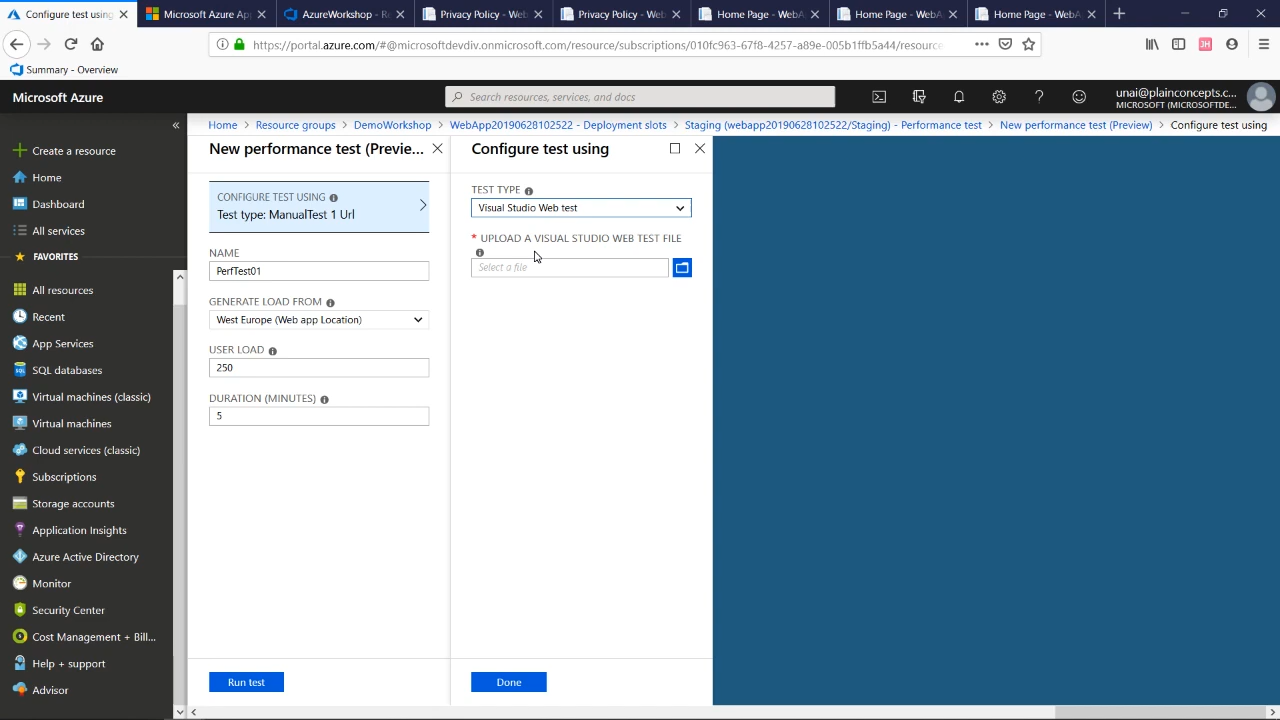 Configure test using
Microsoft Azure Ap
AzureWorkshop - Re
Privacy Policy - Web
Privacy Policy - Web
Home Page - WebA
Home Page - WebA
Home Page - WebA
https://portal.azure.com/#@microsoftdevdiv.onmicrosoft.com/resource/subscriptions/010fc963-67f8-4257-a89e-005b1ffb5a44/resource
JH
Summary - Overview
Microsoft Azure
Search resources, services, and docs
unai@plainconcepts.c...
MICROSOFT (MICROSOFTDE...
Home > Resource groups > DemoWorkshop > WebApp20190628102522 - Deployment slots > Staging (webapp20190628102522/Staging) - Performance test > New performance test (Preview) > Configure test using
Create a resource
Home
Dashboard
All services
FAVORITES
All resources
Recent
App Services
SQL databases
Virtual machines (classic)
Virtual machines
Cloud services (classic)
Subscriptions
Storage accounts
Application Insights
Azure Active Directory
Monitor
Security Center
Cost Management + Bill...
Help + support
Advisor
New performance test (Previe...
CONFIGURE TEST USING
Test type: ManualTest 1 Url
NAME
PerfTest01
GENERATE LOAD FROM
West Europe (Web app Location)
USER LOAD
250
DURATION (MINUTES)
5
Run test
Configure test using
TEST TYPE
Visual Studio Web test
* UPLOAD A VISUAL STUDIO WEB TEST FILE
Select a file
Done